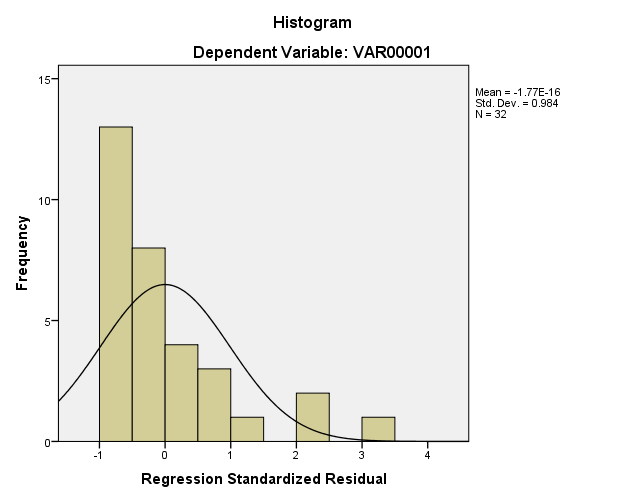 Histogram
Dependent Variable: VAR00001
Mean = -1.77E-16
Std. Dev. = 0.984
N = 32
Frequency
15
10
5
0
-1
0
1
2
3
4
Regression Standardized Residual